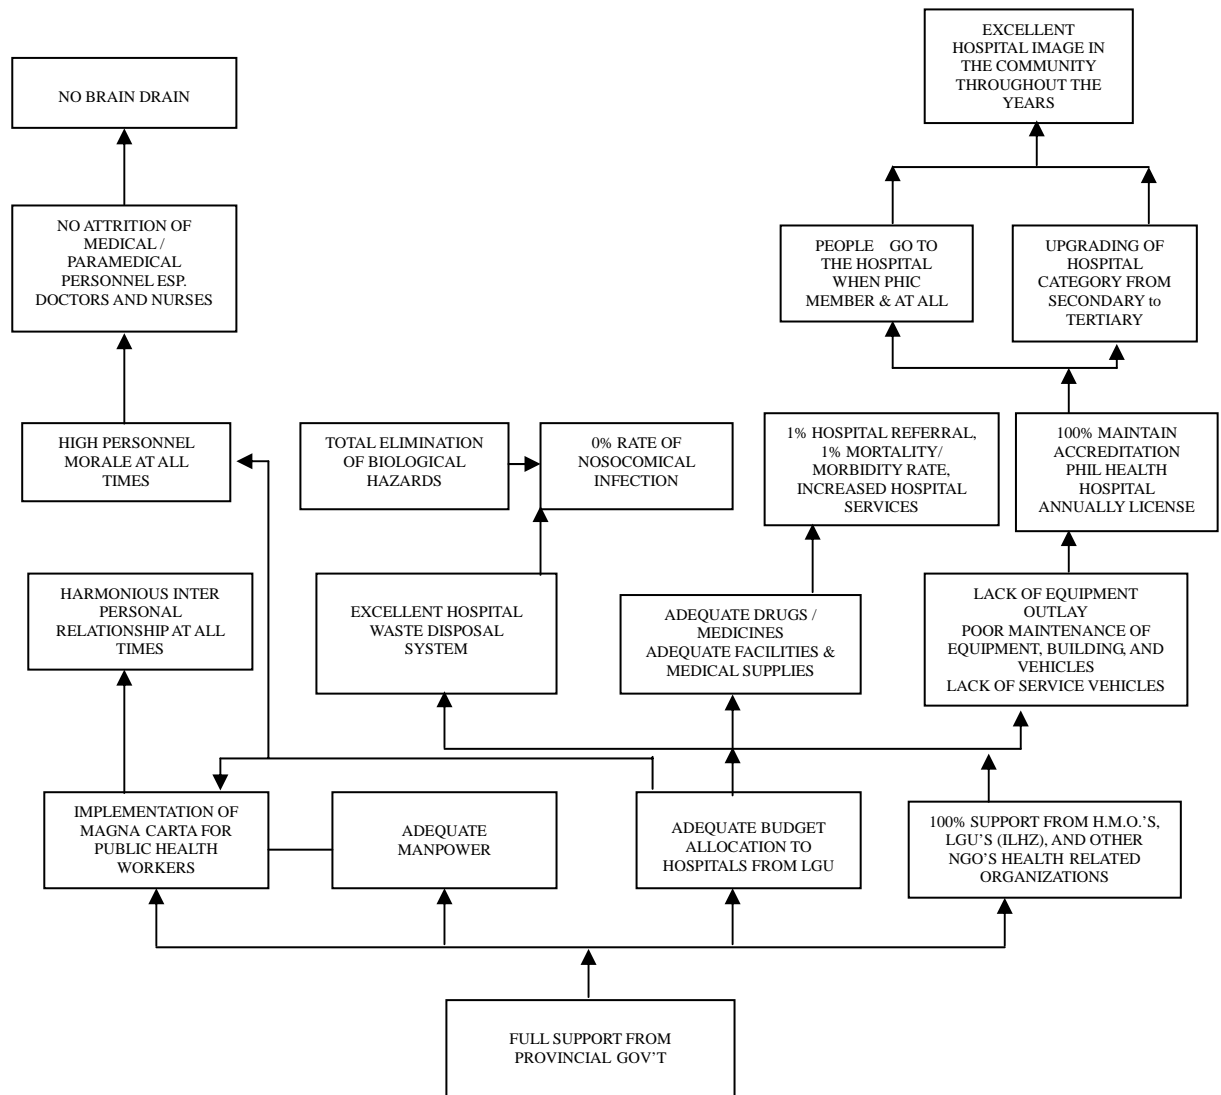 EXCELLENT
HOSPITAL IMAGE IN
THE COMMUNITY
THROUGHOUT THE
YEARS
NO BRAIN DRAIN
NO ATTRITION OF
MEDICAL /
PARAMEDICAL
PERSONNEL ESP.
DOCTORS AND NURSES
PEOPLE GO TO
THE HOSPITAL
WHEN PHIC
MEMBER & AT ALL
UPGRADING OF
HOSPITAL
CATEGORY FROM
SECONDARY to
TERTIARY
HIGH PERSONNEL
MORALE AT ALL
TIMES
TOTAL ELIMINATION
OF BIOLOGICAL
HAZARDS
0% RATE OF
NOSOCOMICAL
INFECTION
1% HOSPITAL REFERRAL,
1% MORTALITY/
MORBIDITY RATE,
INCREASED HOSPITAL
SERVICES
100% MAINTAIN
ACCREDITATION
PHIL HEALTH
HOSPITAL
ANNUALLY LICENSE
HARMONIOUS INTER
PERSONAL
RELATIONSHIP AT ALL
TIMES
EXCELLENT HOSPITAL
WASTE DISPOSAL
SYSTEM
ADEQUATE DRUGS /
MEDICINES
ADEQUATE FACILITIES &
MEDICAL SUPPLIES
LACK OF EQUIPMENT
OUTLAY
POOR MAINTENANCE OF
EQUIPMENT, BUILDING, AND
VEHICLES
LACK OF SERVICE VEHICLES
IMPLEMENTATION OF
MAGNA CARTA FOR
PUBLIC HEALTH
WORKERS
ADEQUATE
MANPOWER
ADEQUATE BUDGET
ALLOCATION TO
HOSPITALS FROM LGU
100% SUPPORT FROM H.M.O.'S,
LGU'S (ILHZ), AND OTHER
NGO'S HEALTH RELATED
ORGANIZATIONS
FULL SUPPORT FROM
PROVINCIAL GOV'T